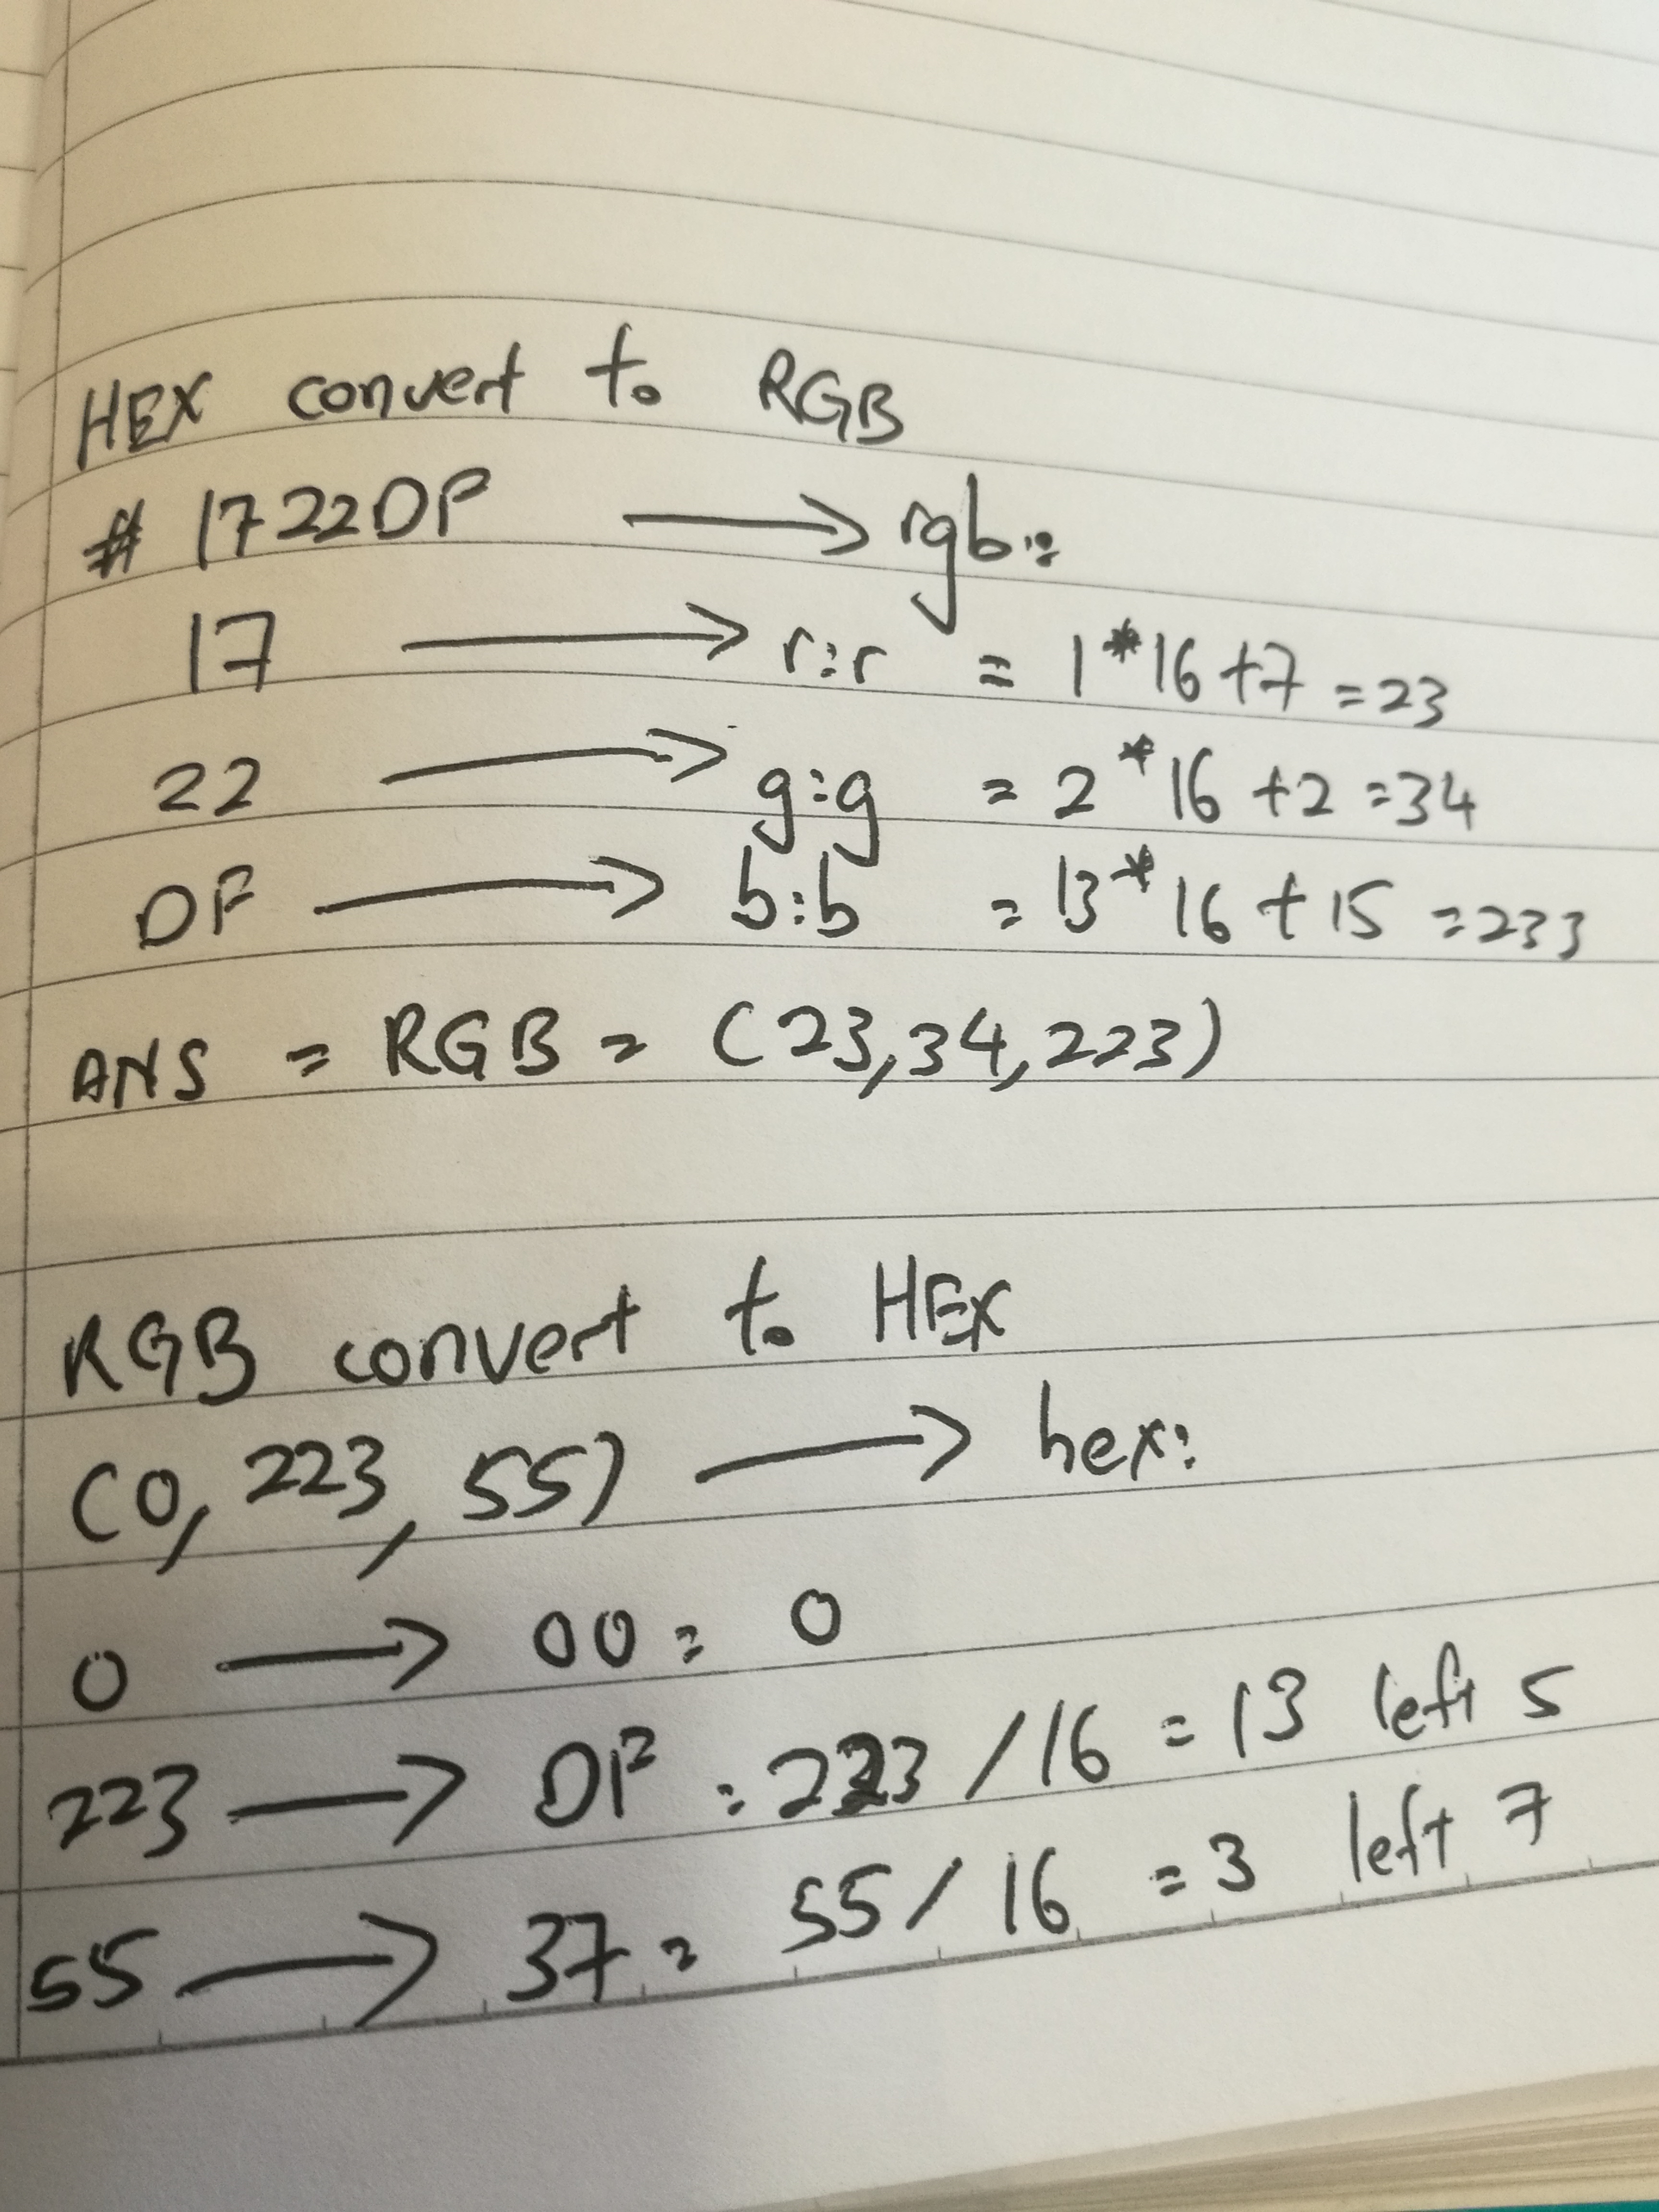 HEX convert to RGB
# 1722DF → rgb:
17 → r:r = 1*16+7 = 23
22 → g:g = 2*16+2 = 34
DF → b:b = 13*16+15 = 233
ANS = RGB = (23,34,223)
RGB convert to HEX
(0, 223, 55) → hex:
0 → 00 = 0
223 → DF = 223/16 = 13 left 5
55 → 37 = 55/16 = 3 left 7